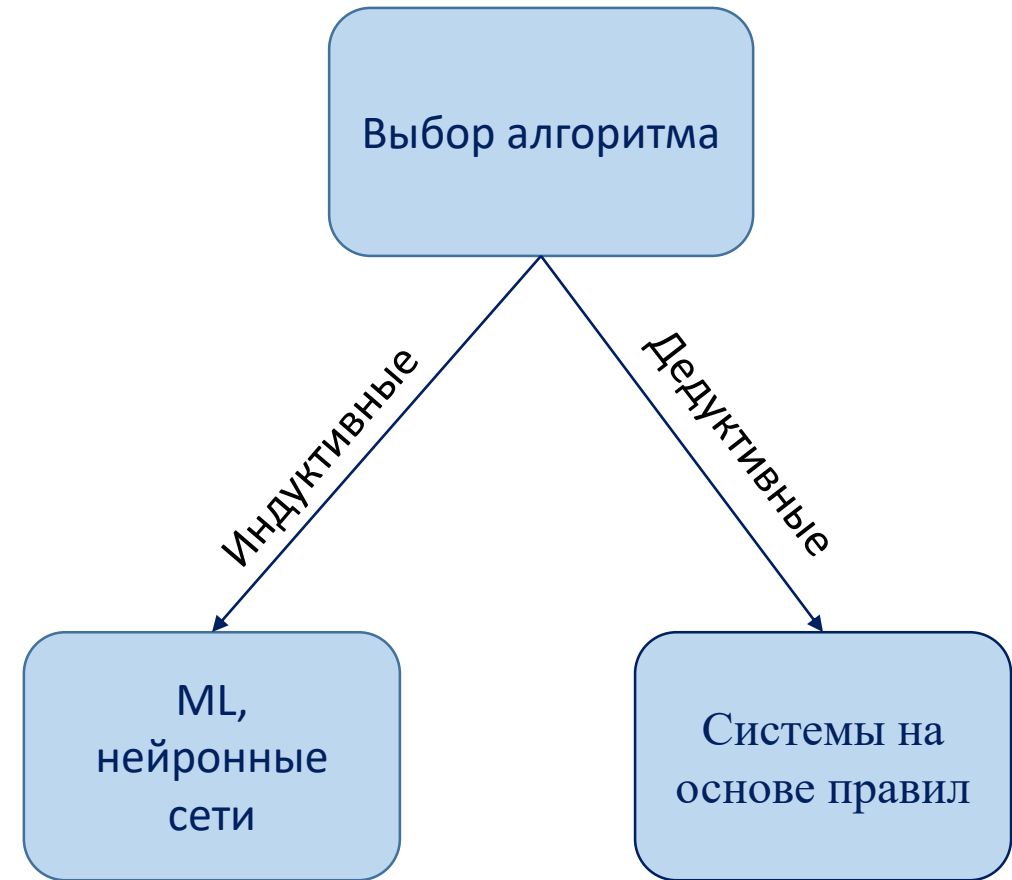 Выбор алгоритма
Индуктивные
Дедуктивные
ML,
нейронные
сети
Системы на
основе правил